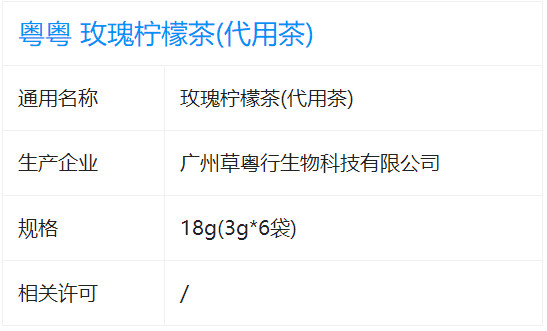 粤粤 玫瑰柠檬茶(代用茶)
通用名称 玫瑰柠檬茶(代用茶)
生产企业 广州草粤行生物科技有限公司
规格 18g(3g*6袋)
相关许可 /